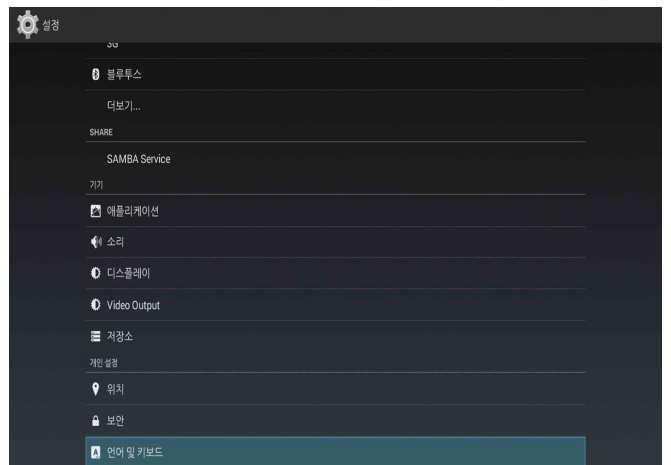 설정
3G
블루투스
더보기...
SHARE
SAMBA Service
기기
애플리케이션
소리
디스플레이
Video Output
저장소
개인 설정
위치
보안
언어 및 키보드